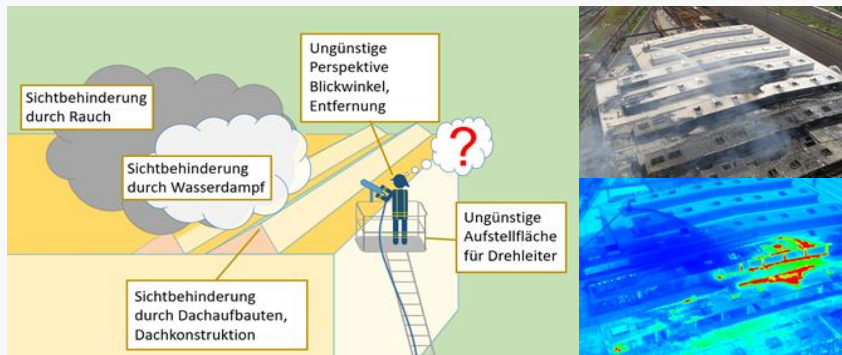 Ungünstige
Perspektive
Blickwinkel,
Entfernung
Sichtbehinderung
durch Rauch
Sichtbehinderung
durch Wasserdampf
?
Ungünstige
Aufstellfläche
für Drehleiter
Sichtbehinderung
durch Dachaufbauten,
Dachkonstruktion